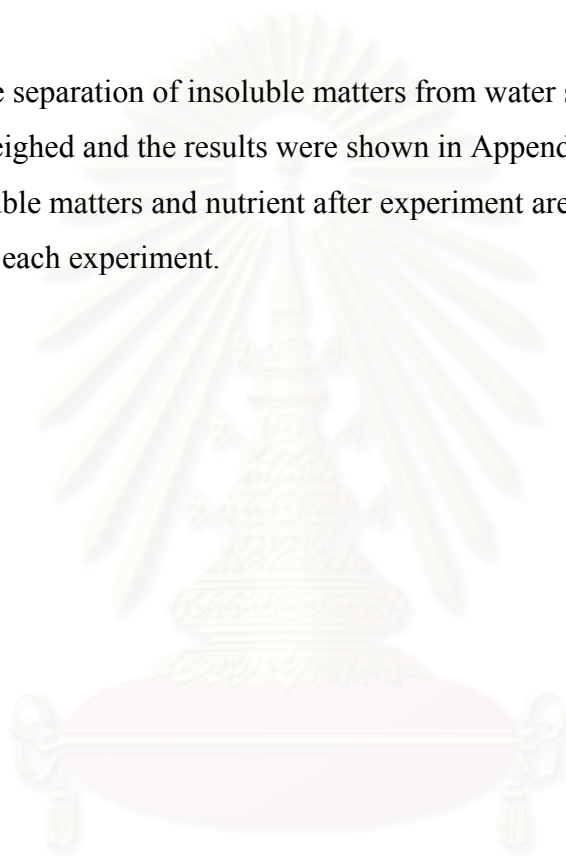 e separation of insoluble matters from water s
eighed and the results were shown in Append
ble matters and nutrient after experiment are
each experiment.